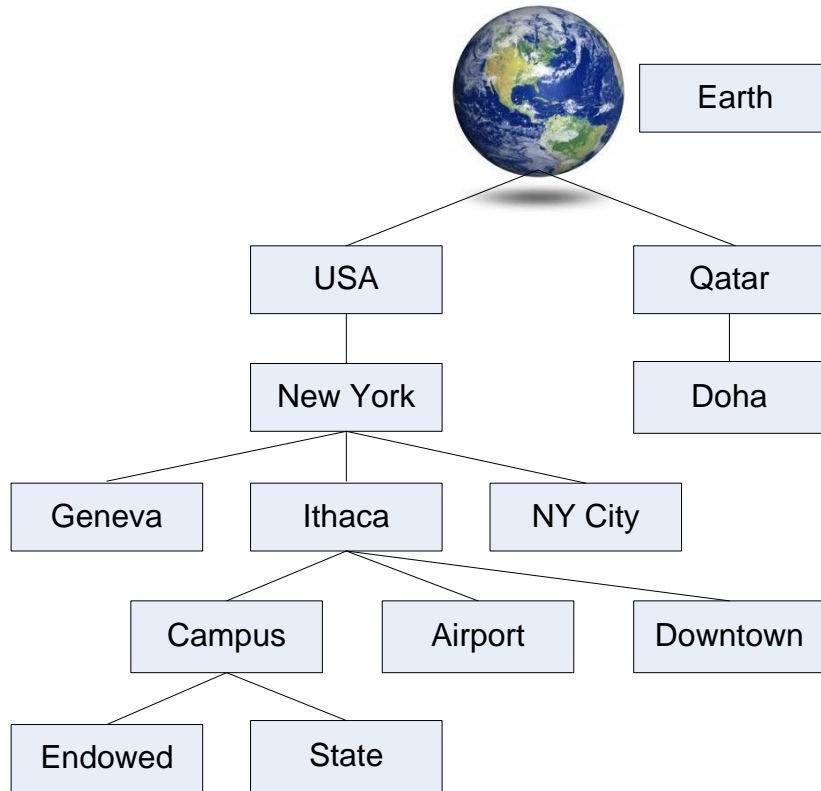 Earth
USA
Qatar
New York
Doha
Geneva
Ithaca
NY City
Campus
Airport
Downtown
Endowed
State